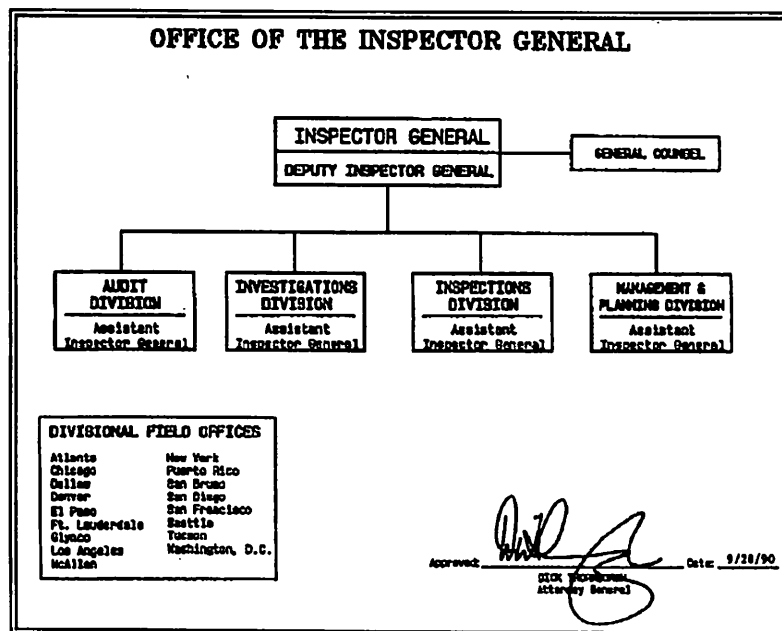 OFFICE OF THE INSPECTOR GENERAL
INSPECTOR GENERAL
DEPUTY INSPECTOR GENERAL
GENERAL COUNSEL
AUDIT
DIVISION
Assistant
Inspector General
INVESTIGATIONS
DIVISION
Assistant
Inspector General
INSPECTIONS
DIVISION
Assistant
Inspector General
MANAGEMENT &
PLANNING DIVISION
Assistant
Inspector General
DIVISIONAL FIELD OFFICES
Atlanta
Chicago
Dallas
Denver
El Paso
Ft. Lauderdale
Glynco
Los Angeles
McAllen
New York
Puerto Rico
San Bruno
San Diego
San Francisco
Seattle
Tucson
Washington, D.C.
Approved: Date: 9/28/90
DICK THORNBURGH
Attorney General